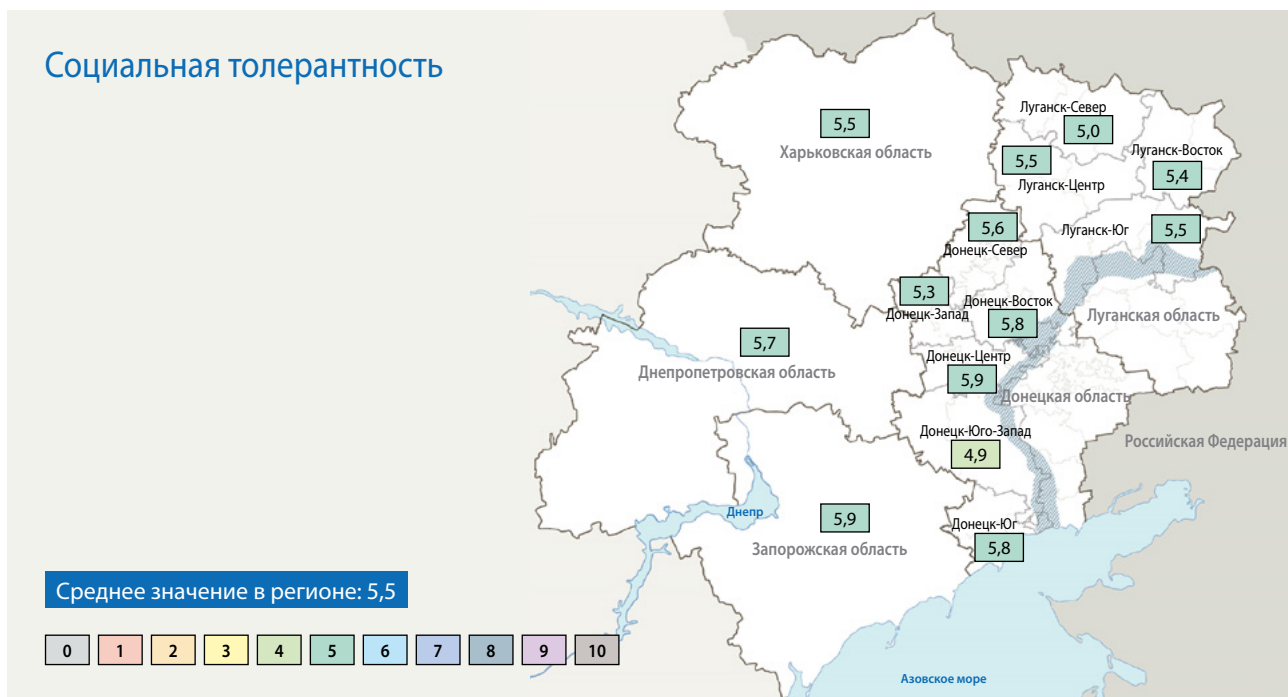 Социальная толерантность
Луганск-Север
5,0
5,5
Харьковская область
5,5
Луганск-Центр
Луганск-Восток
5,4
5,6
Донецк-Север
Луганск-Юг
5,5
5,3
Донецк-Запад
Донецк-Восток
5,8
Луганская область
5,7
Днепропетровская область
Донецк-Центр
5,9
Донецкая область
Донецк-Юго-Запад
4,9
Российская Федерация
Днепр
5,9
Запорожская область
Донецк-Юг
5,8
Среднее значение в регионе: 5,5
0 1 2 3 4 5 6 7 8 9 10
Азовское море